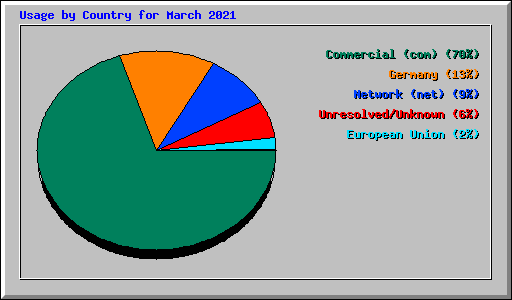 Usage by Country for March 2021
Commercial (com) (70%)
Germany (13%)
Network (net) (9%)
Unresolved/Unknown (6%)
European Union (2%)